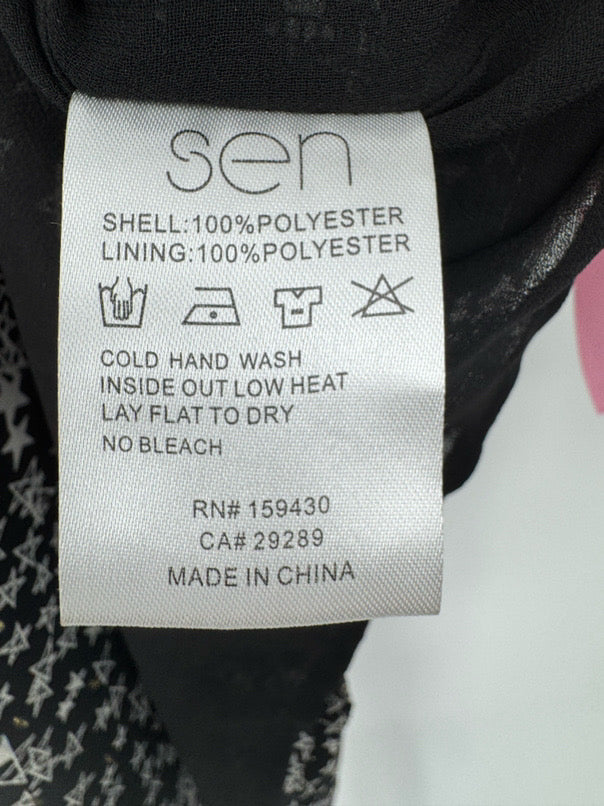 sen
SHELL:100%POLYESTER
LINING:100%POLYESTER
COLD HAND WASH
INSIDE OUT LOW HEAT
LAY FLAT TO DRY
NO BLEACH
RN# 159430
CA# 29289
MADE IN CHINA